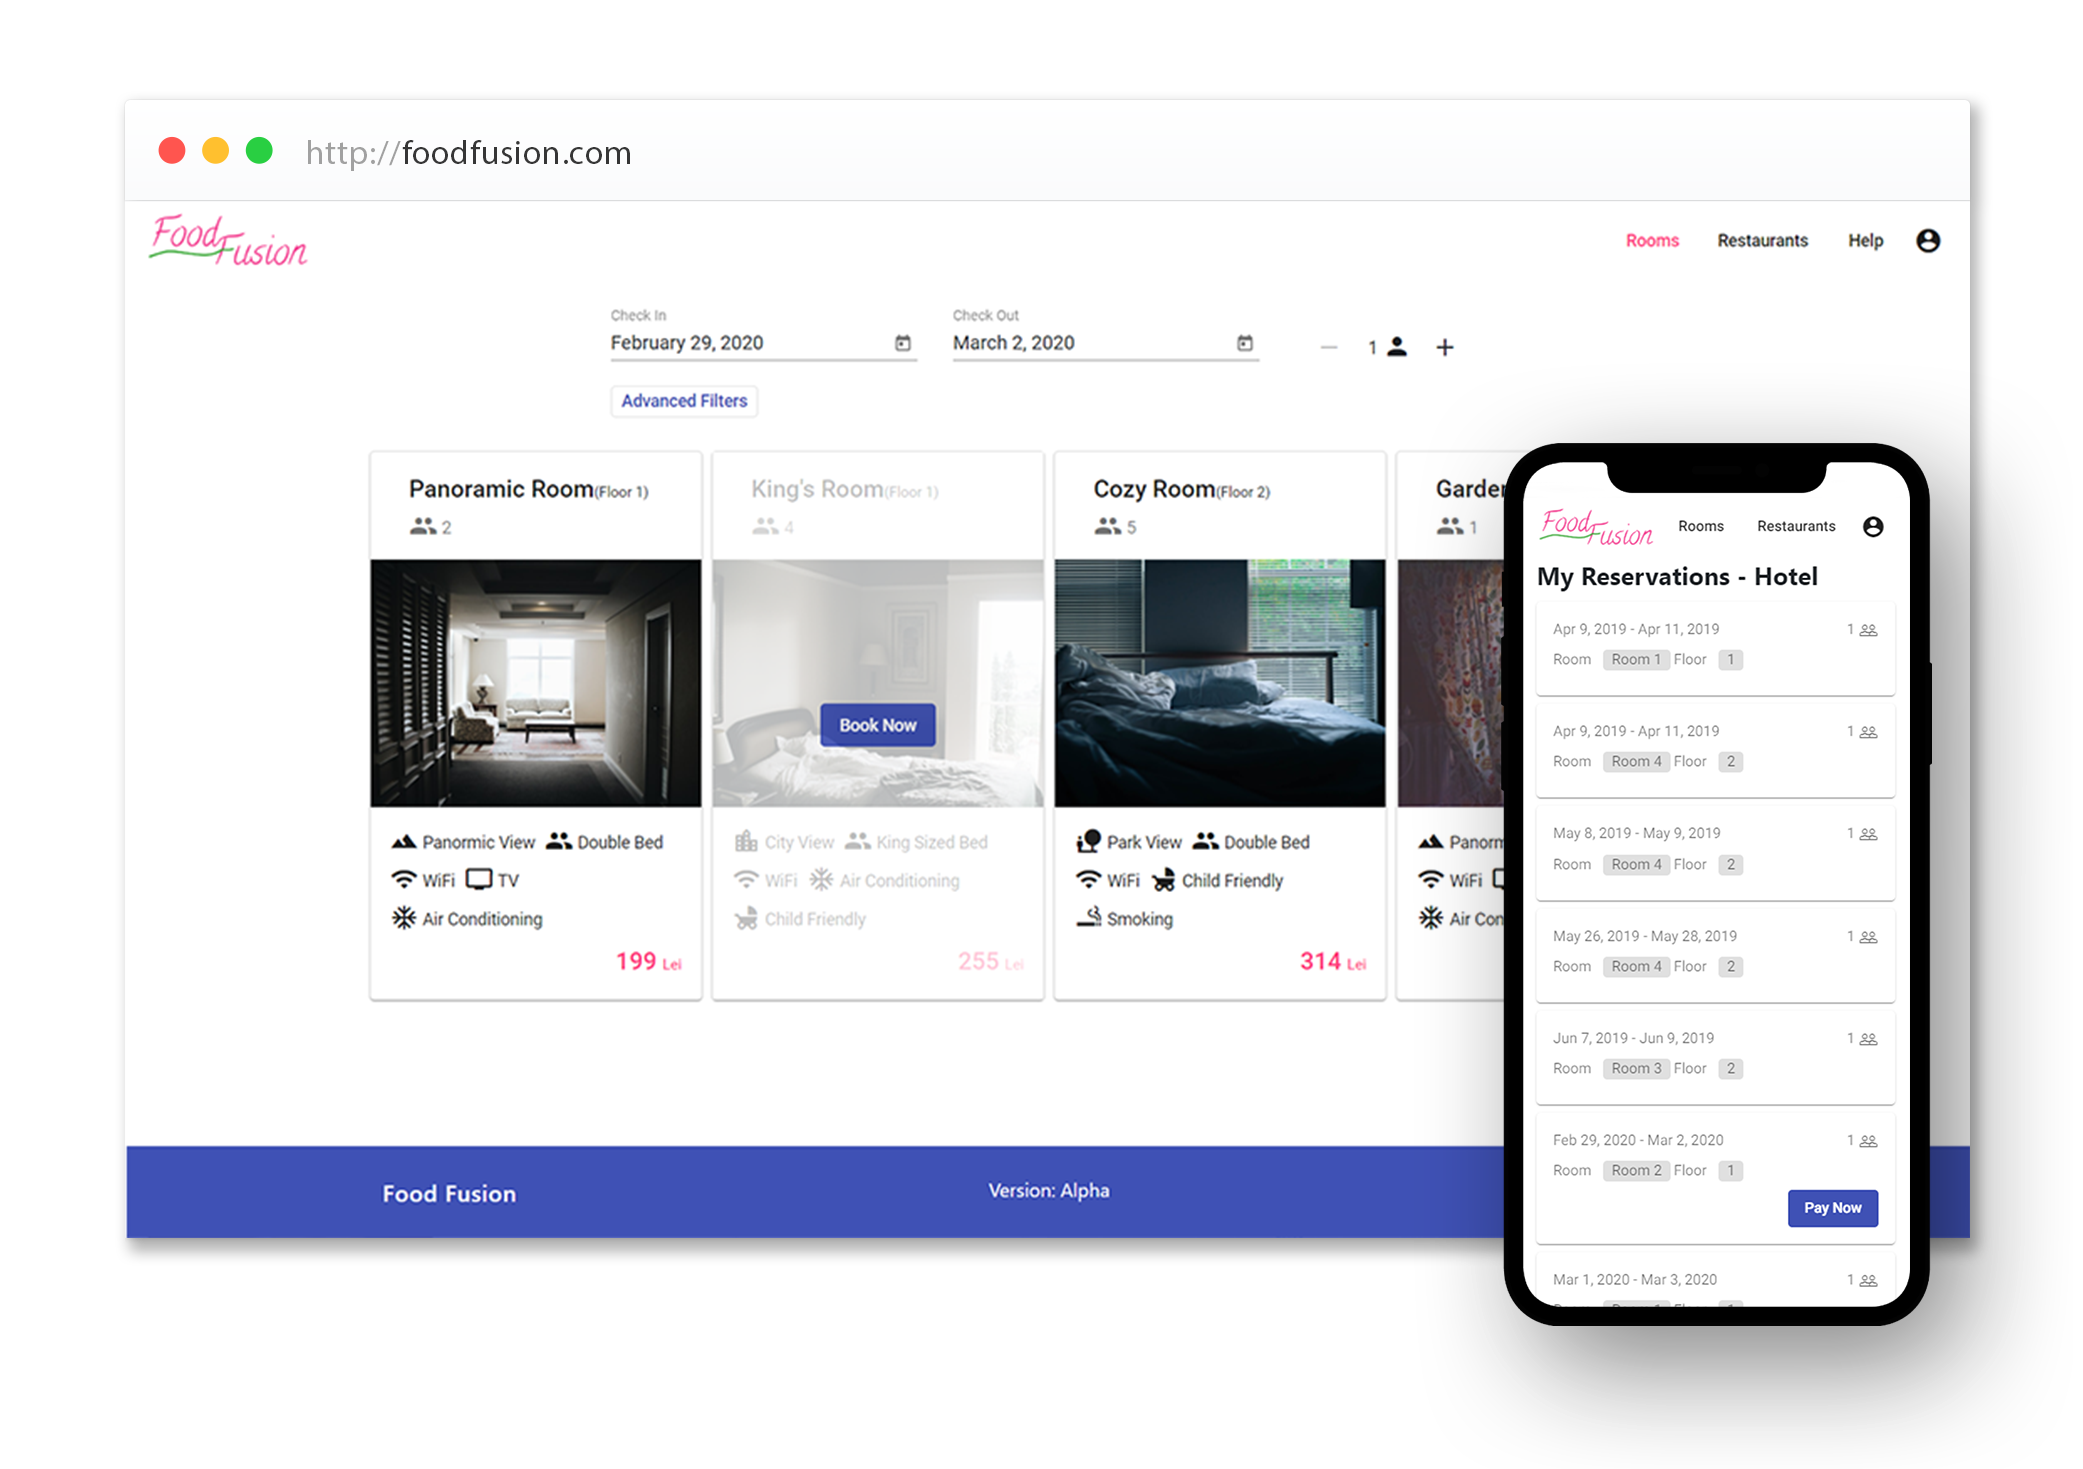 http://foodfusion.com
Food Fusion
Rooms Restaurants Help
Check In
February 29, 2020
Check Out
March 2, 2020
1
Advanced Filters
Panoramic Room(Floor 1)
2
Panormic View Double Bed
WiFi TV
Air Conditioning
199 Lei
King's Room(Floor 1)
4
Book Now
City View King Sized Bed
WiFi Air Conditioning
Child Friendly
255 Lei
Cozy Room(Floor 2)
5
Park View Double Bed
WiFi Child Friendly
Smoking
314 Lei
Garden
1
Panorm
WiFi
Air Con
Food Fusion
Version: Alpha
Food Fusion Rooms Restaurants
My Reservations - Hotel
Apr 9, 2019 - Apr 11, 2019 1
Room Room 1 Floor 1
Apr 9, 2019 - Apr 11, 2019 1
Room Room 4 Floor 2
May 8, 2019 - May 9, 2019 1
Room Room 4 Floor 2
May 26, 2019 - May 28, 2019 1
Room Room 4 Floor 2
Jun 7, 2019 - Jun 9, 2019 1
Room Room 3 Floor 2
Feb 29, 2020 - Mar 2, 2020 1
Room Room 2 Floor 1
Pay Now
Mar 1, 2020 - Mar 3, 2020 1